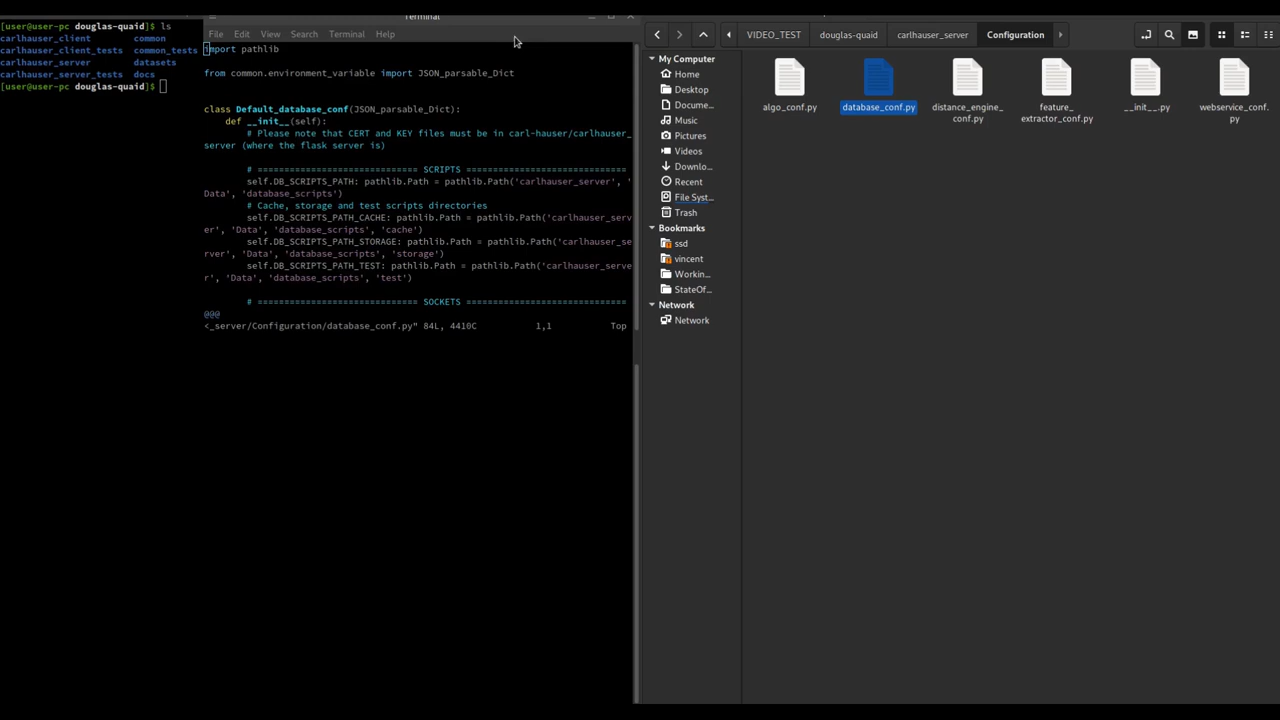 [user@user-pc douglas-quaid]$ ls
carlhauser_client common
carlhauser_client_tests common_tests
carlhauser_server datasets
carlhauser_server_tests docs
[user@user-pc douglas-quaid]$
Terminal
File Edit View Search Terminal Help
import pathlib
from common.environment_variable import JSON_parsable_Dict
class Default_database_conf(JSON_parsable_Dict):
def __init__(self):
# Please note that CERT and KEY files must be in carl-hauser/carlhauser_
server (where the flask server is)
# ============================== SCRIPTS ==============================
self.DB_SCRIPTS_PATH: pathlib.Path = pathlib.Path('carlhauser_server', '
Data', 'database_scripts')
# Cache, storage and test scripts directories
self.DB_SCRIPTS_PATH_CACHE: pathlib.Path = pathlib.Path('carlhauser_serv
er', 'Data', 'database_scripts', 'cache')
self.DB_SCRIPTS_PATH_STORAGE: pathlib.Path = pathlib.Path('carlhauser_se
rver', 'Data', 'database_scripts', 'storage')
self.DB_SCRIPTS_PATH_TEST: pathlib.Path = pathlib.Path('carlhauser_serve
r', 'Data', 'database_scripts', 'test')
# ============================== SOCKETS ==============================
@@@
<_server/Configuration/database_conf.py" 84L, 4410C 1,1 Top
VIDEO_TEST douglas-quaid carlhauser_server Configuration
My Computer
Home
Desktop
Docume...
Music
Pictures
Videos
Downlo...
Recent
File Syst...
Trash
Bookmarks
ssd
vincent
Workin...
StateOf...
Network
Network
algo_conf.py
database_conf.py
distance_engine_
conf.py
feature_
extractor_conf.py
__init__.py
webservice_conf.
py